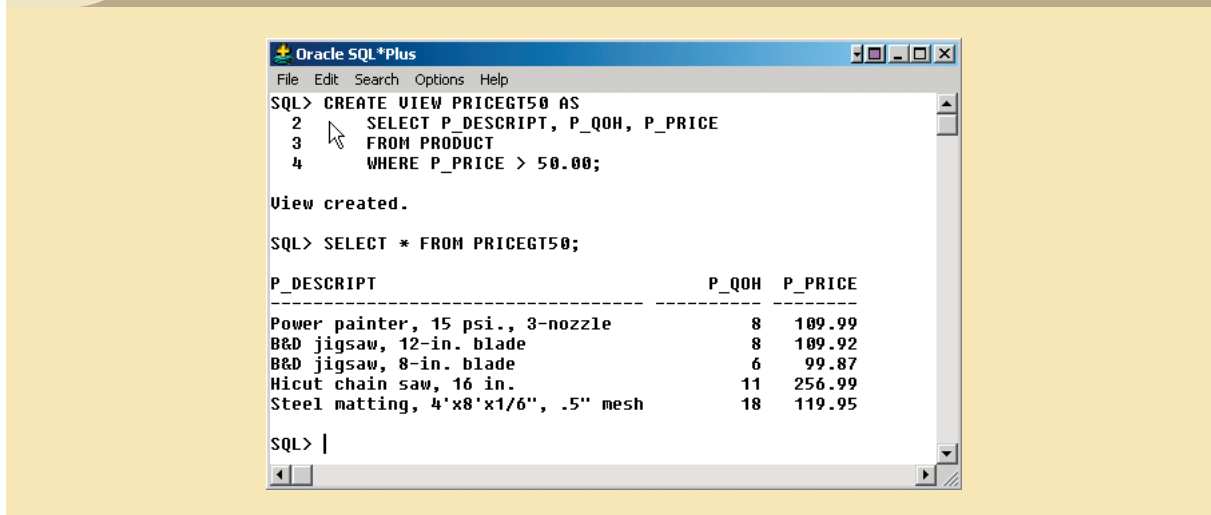 Oracle SQL*Plus
File Edit Search Options Help
SQL> CREATE VIEW PRICEGT50 AS
2 SELECT P_DESCRIPT, P_QOH, P_PRICE
3 FROM PRODUCT
4 WHERE P_PRICE > 50.00;
View created.
SQL> SELECT * FROM PRICEGT50;
P_DESCRIPT P_QOH P_PRICE
----------------------------------- ---------- --------
Power painter, 15 psi., 3-nozzle 8 109.99
B&D jigsaw, 12-in. blade 8 109.92
B&D jigsaw, 8-in. blade 6 99.87
Hicut chain saw, 16 in. 11 256.99
Steel matting, 4'x8'x1/6", .5" mesh 18 119.95
SQL>